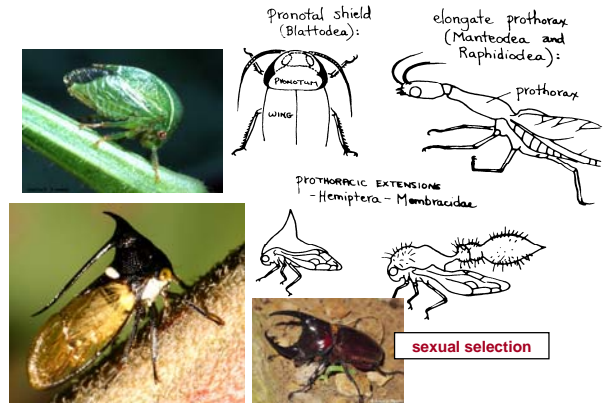 pronotal shield
(Blattodea):
elongate prothorax
(Manteodea and
Raphidiodea):
PRONOTUM
WING
prothorax
PROTHORACIC EXTENSIONS
- Hemiptera - Membracidae
sexual selection